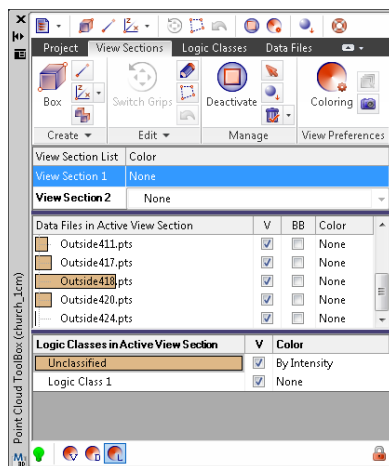 Project View Sections Logic Classes Data Files
Box Switch Grips Deactivate Coloring
Create Edit Manage View Preferences
View Section List Color
View Section 1 None
View Section 2 None
Data Files in Active View Section V BB Color
Outside411.pts None
Outside417.pts None
Outside418.pts None
Outside420.pts None
Outside424.pts None
Logic Classes in Active View Section V Color
Unclassified By Intensity
Logic Class 1 None
Point Cloud ToolBox (church_1cm)
V D L